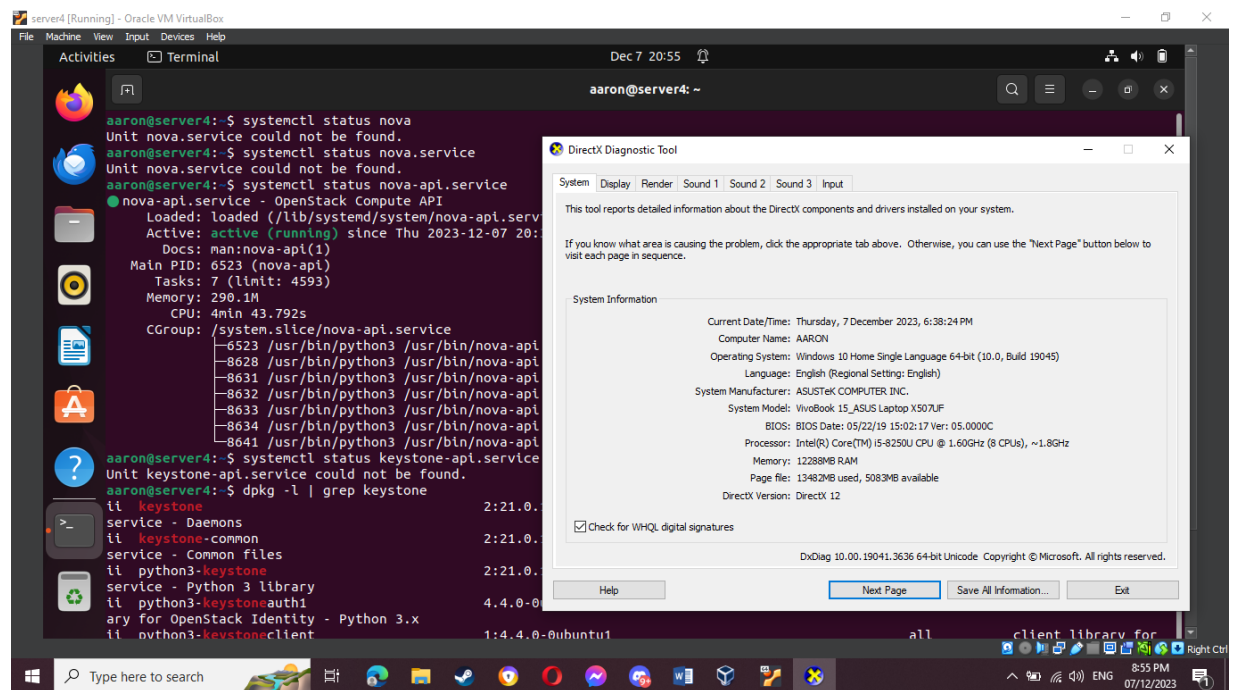 server4 [Running] - Oracle VM VirtualBox
File Machine View Input Devices Help
Activities Terminal Dec 7 20:55
aaron@server4: ~
aaron@server4:~$ systemctl status nova
Unit nova.service could not be found.
aaron@server4:~$ systemctl status nova.service
Unit nova.service could not be found.
aaron@server4:~$ systemctl status nova-api.service
nova-api.service - OpenStack Compute API
Loaded: loaded (/lib/systemd/system/nova-api.serv
Active: active (running) since Thu 2023-12-07 20:
Docs: man:nova-api(1)
Main PID: 6523 (nova-api)
Tasks: 7 (limit: 4593)
Memory: 290.1M
CPU: 4min 43.792s
CGroup: /system.slice/nova-api.service
├─6523 /usr/bin/python3 /usr/bin/nova-api
├─8628 /usr/bin/python3 /usr/bin/nova-api
├─8631 /usr/bin/python3 /usr/bin/nova-api
├─8632 /usr/bin/python3 /usr/bin/nova-api
├─8633 /usr/bin/python3 /usr/bin/nova-api
├─8634 /usr/bin/python3 /usr/bin/nova-api
└─8641 /usr/bin/python3 /usr/bin/nova-api
aaron@server4:~$ systemctl status keystone-api.service
Unit keystone-api.service could not be found.
aaron@server4:~$ dpkg -l | grep keystone
ii keystone 2:21.0.
service - Daemons
ii keystone-common 2:21.0.
service - Common files
ii python3-keystone 2:21.0.
service - Python 3 library
ii python3-keystoneauth1 4.4.0-0
ary for OpenStack Identity - Python 3.x
ii python3-keystoneclient 1:4.4.0-0ubuntu1 all client library for
DirectX Diagnostic Tool
System Display Render Sound 1 Sound 2 Sound 3 Input
This tool reports detailed information about the DirectX components and drivers installed on your system.
If you know what area is causing the problem, click the appropriate tab above. Otherwise, you can use the "Next Page" button below to
visit each page in sequence.
System Information
Current Date/Time: Thursday, 7 December 2023, 6:38:24 PM
Computer Name: AARON
Operating System: Windows 10 Home Single Language 64-bit (10.0, Build 19045)
Language: English (Regional Setting: English)
System Manufacturer: ASUSTeK COMPUTER INC.
System Model: VivoBook 15_ASUS Laptop X507UF
BIOS: BIOS Date: 05/22/19 15:02:17 Ver: 05.0000C
Processor: Intel(R) Core(TM) i5-8250U CPU @ 1.60GHz (8 CPUs), ~1.8GHz
Memory: 12288MB RAM
Page file: 13482MB used, 5083MB available
DirectX Version: DirectX 12
Check for WHQL digital signatures
DxDiag 10.00.19041.3636 64-bit Unicode Copyright © Microsoft. All rights reserved.
Help Next Page Save All Information... Exit
Right Ctrl
Type here to search
ENG
8:55 PM
07/12/2023